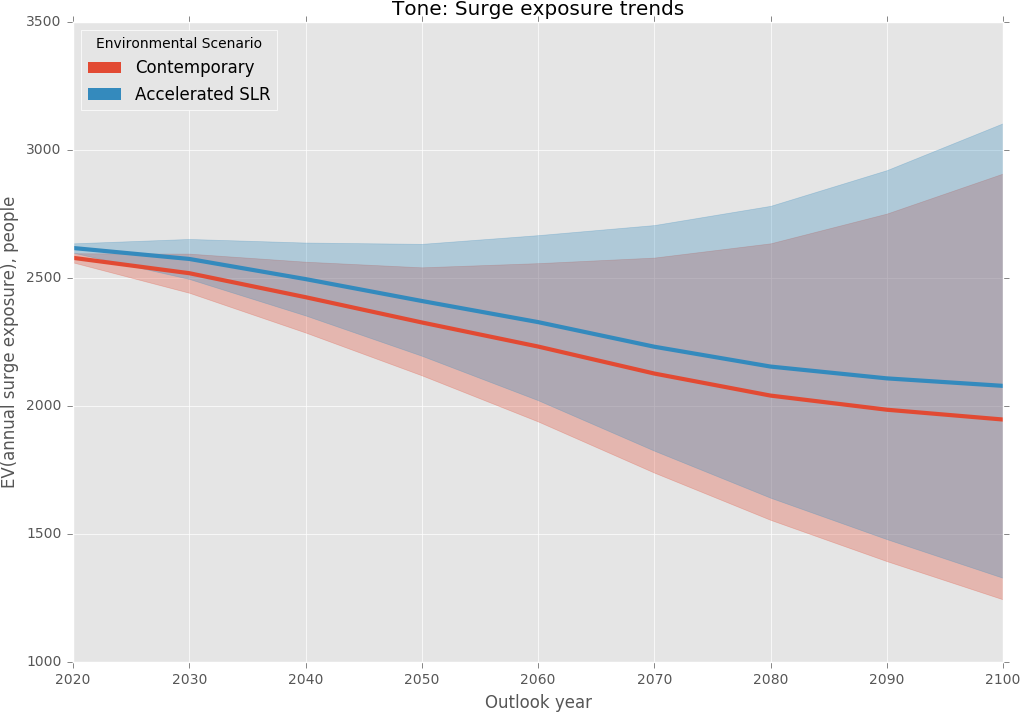 Tone: Surge exposure trends
Environmental Scenario
Contemporary
Accelerated SLR
EV(annual surge exposure), people
3500
3000
2500
2000
1500
1000
2020 2030 2040 2050 2060 2070 2080 2090 2100
Outlook year